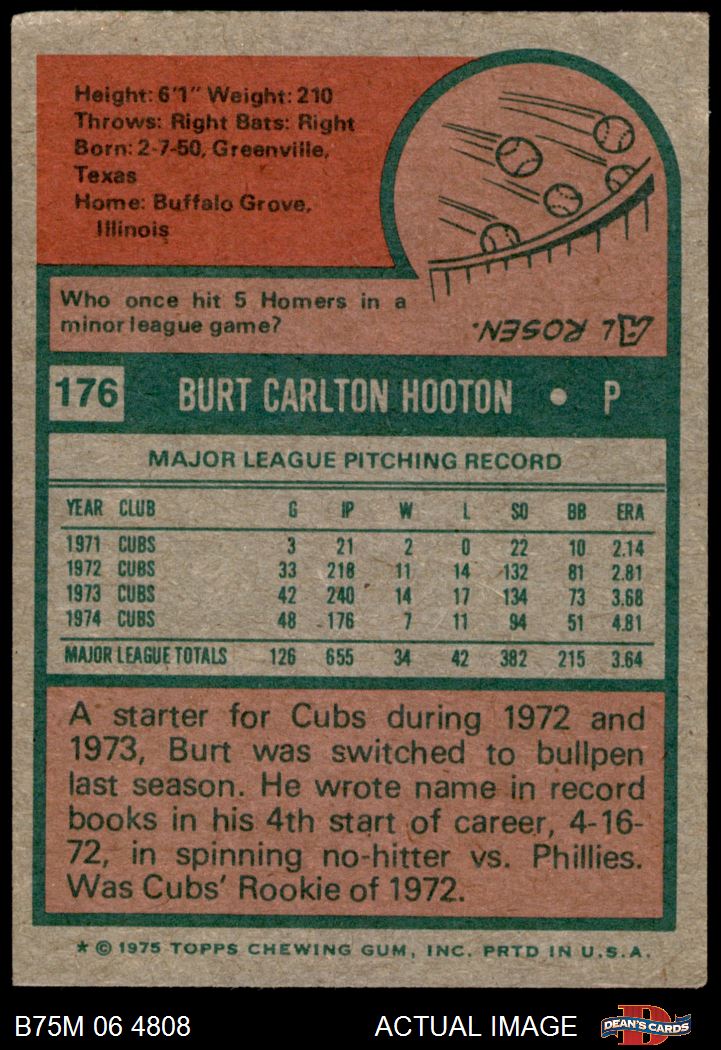 Height: 6'1" Weight: 210
Throws: Right Bats: Right
Born: 2-7-50, Greenville,
Texas
Home: Buffalo Grove,
Illinois
Who once hit 5 Homers in a
minor league game?
AL ROSEN.
176 BURT CARLTON HOOTON • P
MAJOR LEAGUE PITCHING RECORD
YEAR CLUB G IP W L SO BB ERA
1971 CUBS 3 21 2 0 22 10 2.14
1972 CUBS 33 218 11 14 132 81 2.81
1973 CUBS 42 240 14 17 134 73 3.68
1974 CUBS 48 176 7 11 94 51 4.81
MAJOR LEAGUE TOTALS 126 655 34 42 382 215 3.64
A starter for Cubs during 1972 and
1973, Burt was switched to bullpen
last season. He wrote name in record
books in his 4th start of career, 4-16-
72, in spinning no-hitter vs. Phillies.
Was Cubs' Rookie of 1972.
* © 1975 TOPPS CHEWING GUM, INC. PRTD IN U.S.A.
B75M 06 4808 ACTUAL IMAGE D DEAN'S CARDS